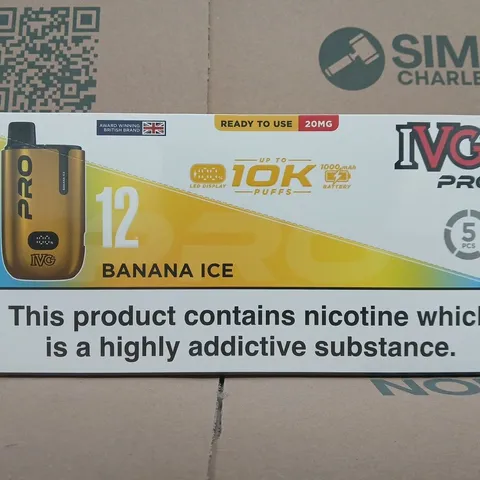 SIM
CHARLE
AWARD WINNING
BRITISH BRAND
READY TO USE 20MG
IVG
PRO
UP TO
10K
PUFFS
LED DISPLAY
1000mAh
BATTERY
PRO
IVG
12
BANANA ICE
5
PCS
This product contains nicotine which
is a highly addictive substance.